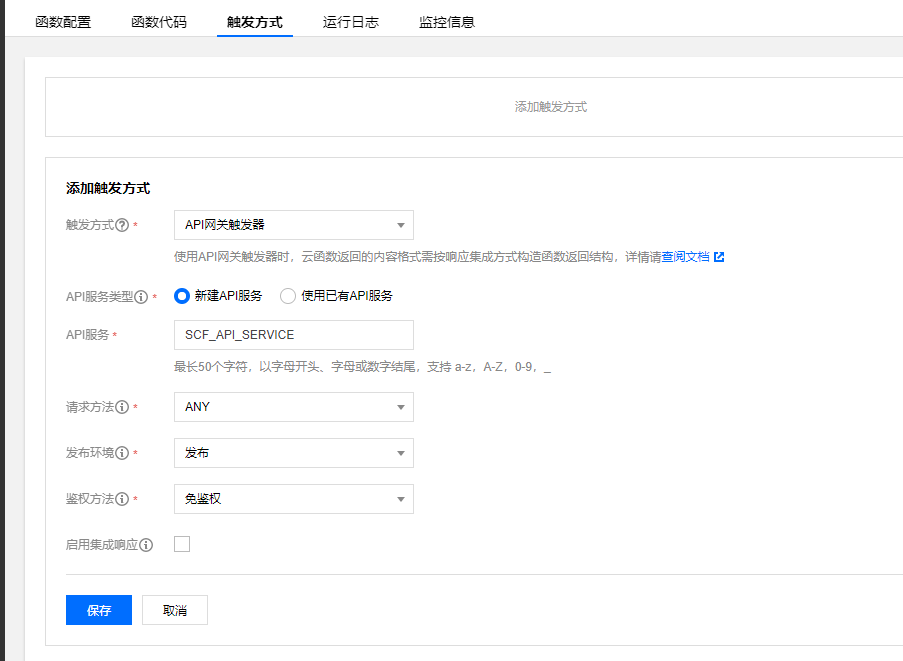 函数配置 函数代码 触发方式 运行日志 监控信息
添加触发方式
添加触发方式
触发方式 * API网关触发器
使用API网关触发器时，云函数返回的内容格式需按响应集成方式构造函数返回结构，详情请查阅文档
API服务类型 * 新建API服务 使用已有API服务
API服务 * SCF_API_SERVICE
最长50个字符，以字母开头、字母或数字结尾，支持 a-z，A-Z，0-9，_
请求方法 * ANY
发布环境 * 发布
鉴权方法 * 免鉴权
启用集成响应
保存 取消